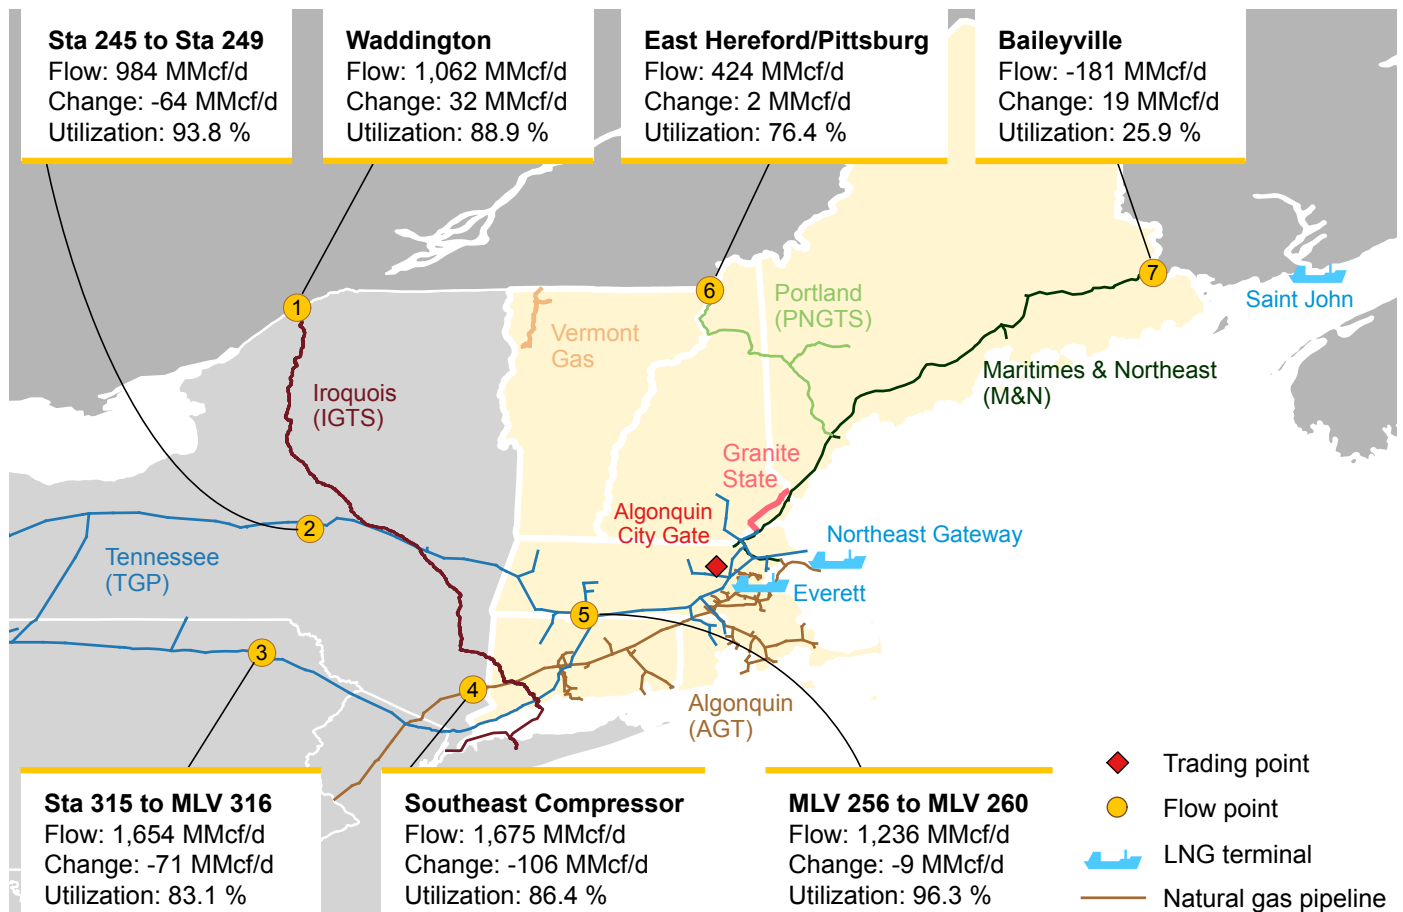 Sta 245 to Sta 249
Flow: 984 MMcf/d
Change: -64 MMcf/d
Utilization: 93.8 %
Waddington
Flow: 1,062 MMcf/d
Change: 32 MMcf/d
Utilization: 88.9 %
East Hereford/Pittsburg
Flow: 424 MMcf/d
Change: 2 MMcf/d
Utilization: 76.4 %
Baileyville
Flow: -181 MMcf/d
Change: 19 MMcf/d
Utilization: 25.9 %
7
6
1
Saint John
Portland
(PNGTS)
Vermont
Gas
Iroquois
(IGTS)
Maritimes & Northeast
(M&N)
Granite
State
Algonquin
City Gate
2
Northeast Gateway
Tennessee
(TGP)
Everett
5
3
4
Algonquin
(AGT)
Sta 315 to MLV 316
Flow: 1,654 MMcf/d
Change: -71 MMcf/d
Utilization: 83.1 %
Southeast Compressor
Flow: 1,675 MMcf/d
Change: -106 MMcf/d
Utilization: 86.4 %
MLV 256 to MLV 260
Flow: 1,236 MMcf/d
Change: -9 MMcf/d
Utilization: 96.3 %
Trading point
Flow point
LNG terminal
Natural gas pipeline